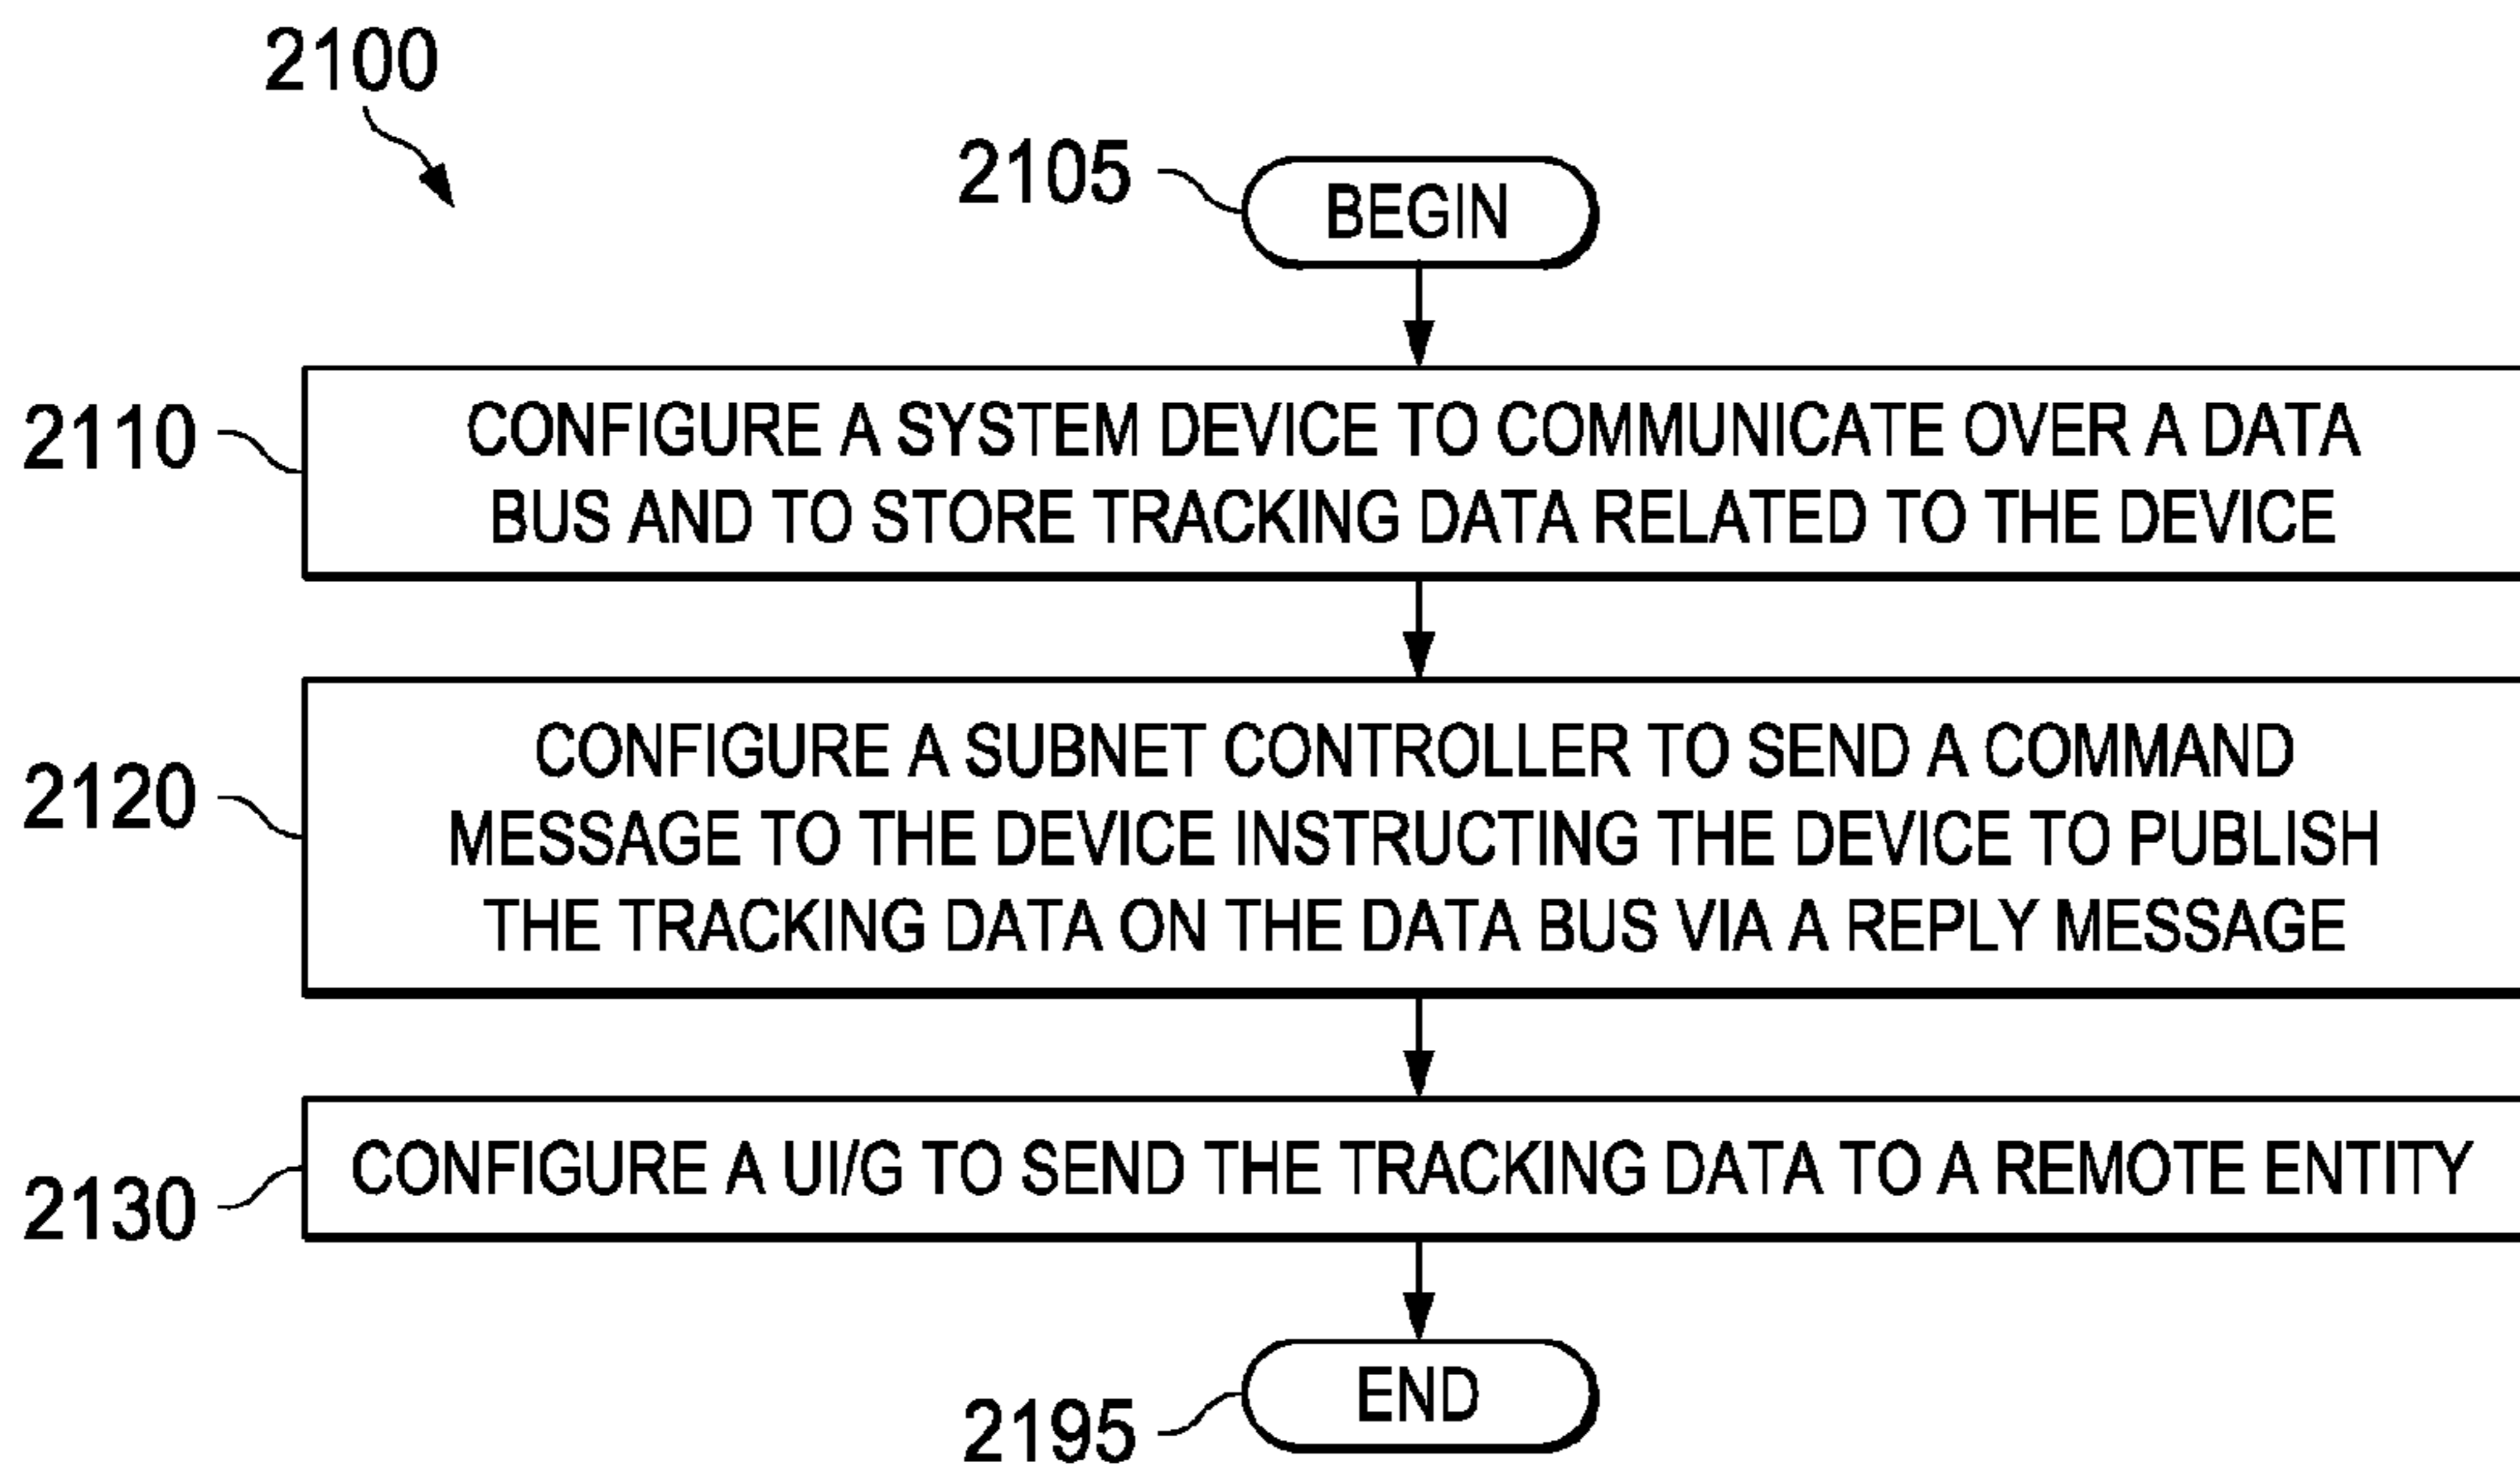 2100
2105
BEGIN
2110
CONFIGURE A SYSTEM DEVICE TO COMMUNICATE OVER A DATA
BUS AND TO STORE TRACKING DATA RELATED TO THE DEVICE
2120
CONFIGURE A SUBNET CONTROLLER TO SEND A COMMAND
MESSAGE TO THE DEVICE INSTRUCTING THE DEVICE TO PUBLISH
THE TRACKING DATA ON THE DATA BUS VIA A REPLY MESSAGE
2130
CONFIGURE A UI/G TO SEND THE TRACKING DATA TO A REMOTE ENTITY
2195
END